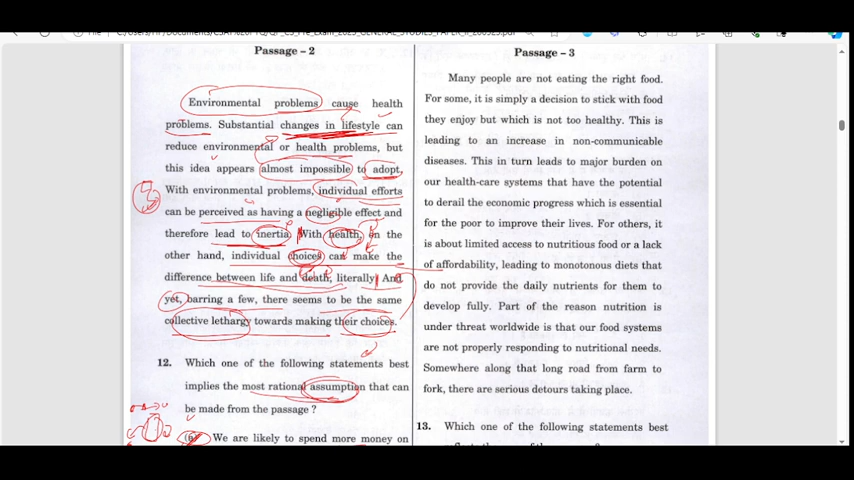 Passage – 2
Environmental problems cause health
problems. Substantial changes in lifestyle can
reduce environmental or health problems, but
this idea appears almost impossible to adopt.
With environmental problems, individual efforts
can be perceived as having a negligible effect and
therefore lead to inertia. With health, on the
other hand, individual choices can make the
difference between life and death, literally. And
yet, barring a few, there seems to be the same
collective lethargy towards making their choices.
12. Which one of the following statements best
implies the most rational assumption that can
be made from the passage ?
We are likely to spend more money on
Passage – 3
Many people are not eating the right food.
For some, it is simply a decision to stick with food
they enjoy but which is not too healthy. This is
leading to an increase in non-communicable
diseases. This in turn leads to major burden on
our health-care systems that have the potential
to derail the economic progress which is essential
for the poor to improve their lives. For others, it
is about limited access to nutritious food or a lack
of affordability, leading to monotonous diets that
do not provide the daily nutrients for them to
develop fully. Part of the reason nutrition is
under threat worldwide is that our food systems
are not properly responding to nutritional needs.
Somewhere along that long road from farm to
fork, there are serious detours taking place.
13. Which one of the following statements best